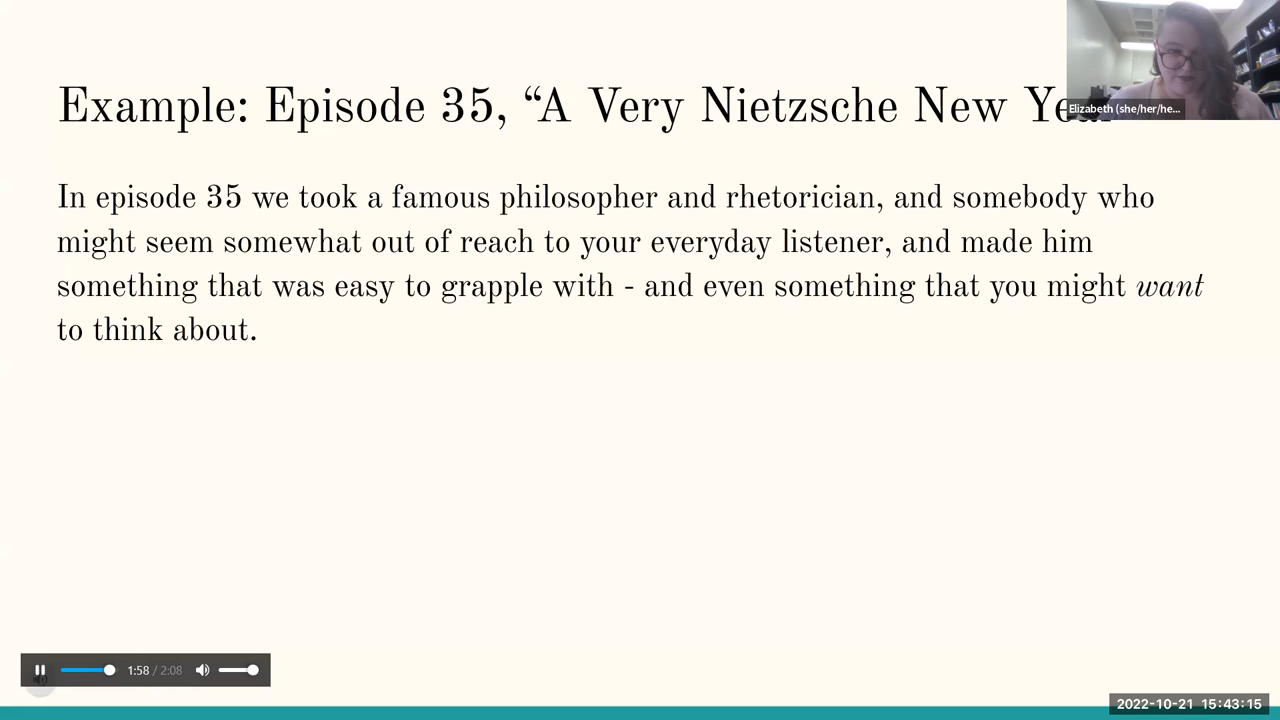 Example: Episode 35, “A Very Nietzsche New Year
Elizabeth (she/her/he...
In episode 35 we took a famous philosopher and rhetorician, and somebody who
might seem somewhat out of reach to your everyday listener, and made him
something that was easy to grapple with - and even something that you might want
to think about.
1:58 / 2:08
2022-10-21 15:43:15